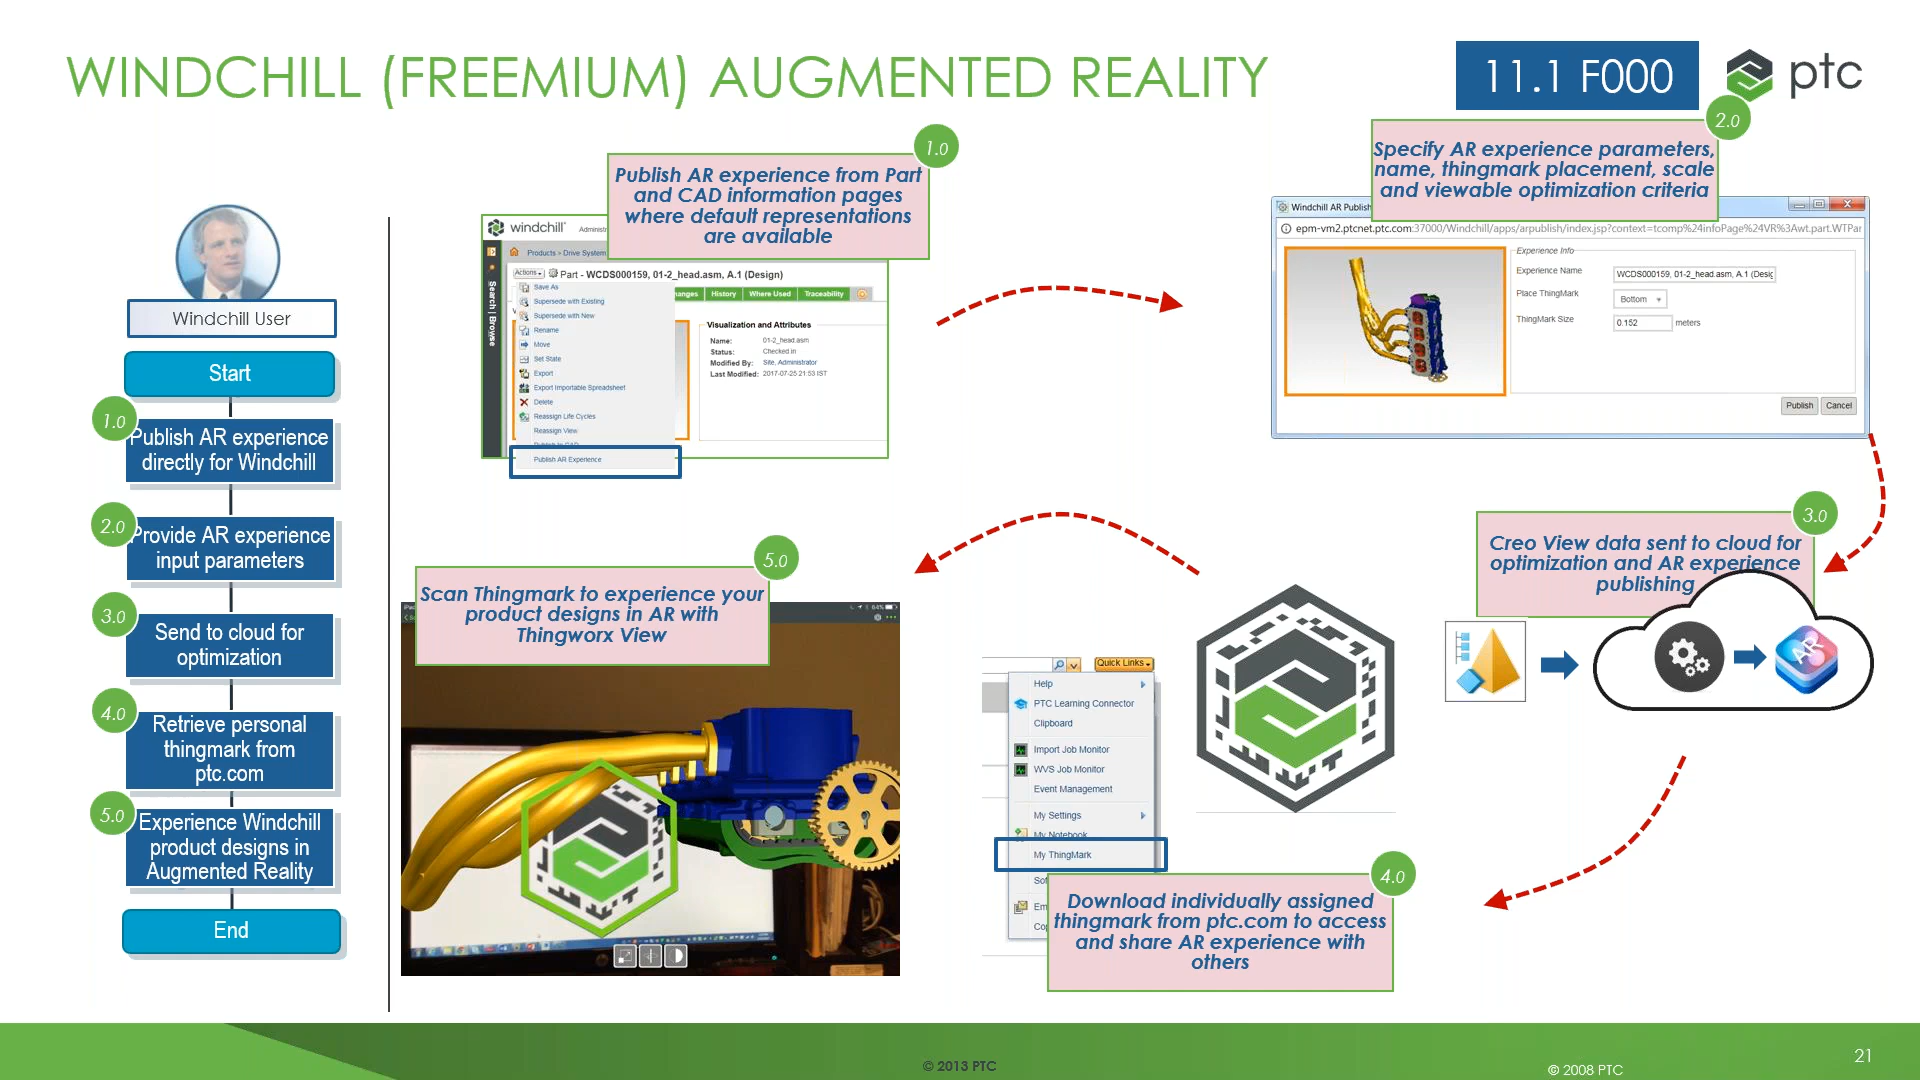 WINDCHILL (FREEMIUM) AUGMENTED REALITY
11.1 F000
ptc
Windchill User
Start
1.0
Publish AR experience
directly for Windchill
2.0
Provide AR experience
input parameters
3.0
Send to cloud for
optimization
4.0
Retrieve personal
thingmark from
ptc.com
5.0
Experience Windchill
product designs in
Augmented Reality
End
1.0
Publish AR experience from Part
and CAD information pages
where default representations
are available
windchill
Products > Drive System
Search | Browse
Actions
Part - WCDS000159, 01-2_head.asm, A.1 (Design)
Save As
Supersede with Existing
Supersede with New
Rename
Move
Set State
Export
Export Importable Spreadsheet
Delete
Reassign Life Cycles
Reassign View
Publish AR Experience
History
Where Used
Traceability
Visualization and Attributes
Name: 01-2_head.asm
Status: Checked in
Modified By: Site, Administrator
Last Modified: 2017-07-25 21:53 IST
2.0
Specify AR experience parameters,
name, thingmark placement, scale
and viewable optimization criteria
Windchill AR Publish
epm-vm2.ptcnet.ptc.com:37000/Windchill/apps/arpublish/index.jsp?context=tcomp%24infoPage%24VR%3Awt.part.WTPar
Experience Info
Experience Name WCDS000159, 01-2_head.asm, A.1 (Desig
Place ThingMark Bottom
ThingMark Size 0.152 meters
Publish Cancel
3.0
Creo View data sent to cloud for
optimization and AR experience
publishing
AR
5.0
Scan Thingmark to experience your
product designs in AR with
Thingworx View
64%
Quick Links
Help
PTC Learning Connector
Clipboard
Import Job Monitor
WVS Job Monitor
Event Management
My Settings
My Notebook
My ThingMark
4.0
Download individually assigned
thingmark from ptc.com to access
and share AR experience with
others
© 2013 PTC
© 2008 PTC
21